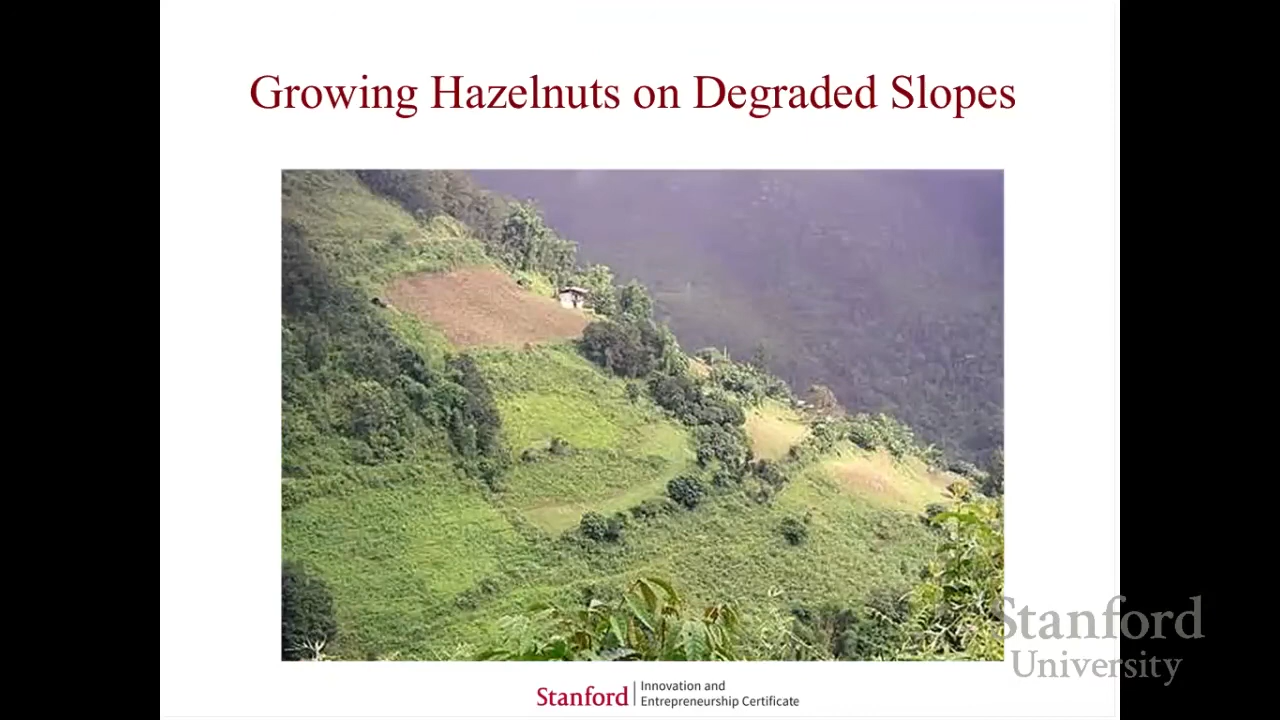 Growing Hazelnuts on Degraded Slopes
Stanford
University
Stanford
Innovation and
Entrepreneurship Certificate